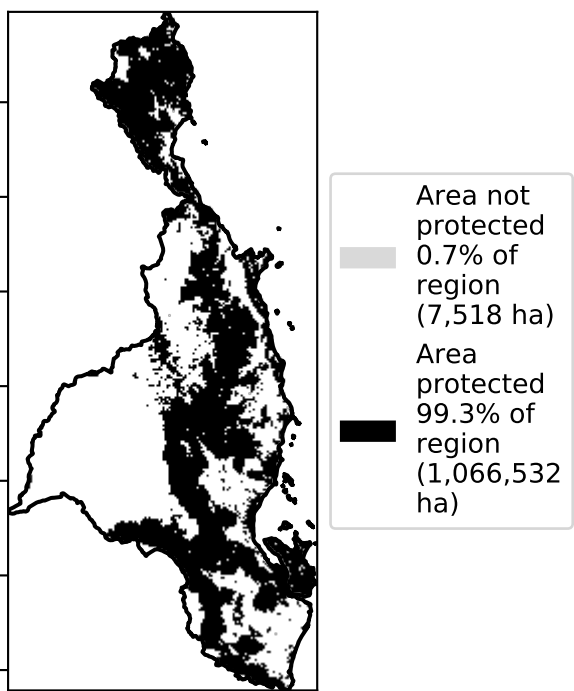 Area not
protected
0.7% of
region
(7,518 ha)
Area
protected
99.3% of
region
(1,066,532
ha)